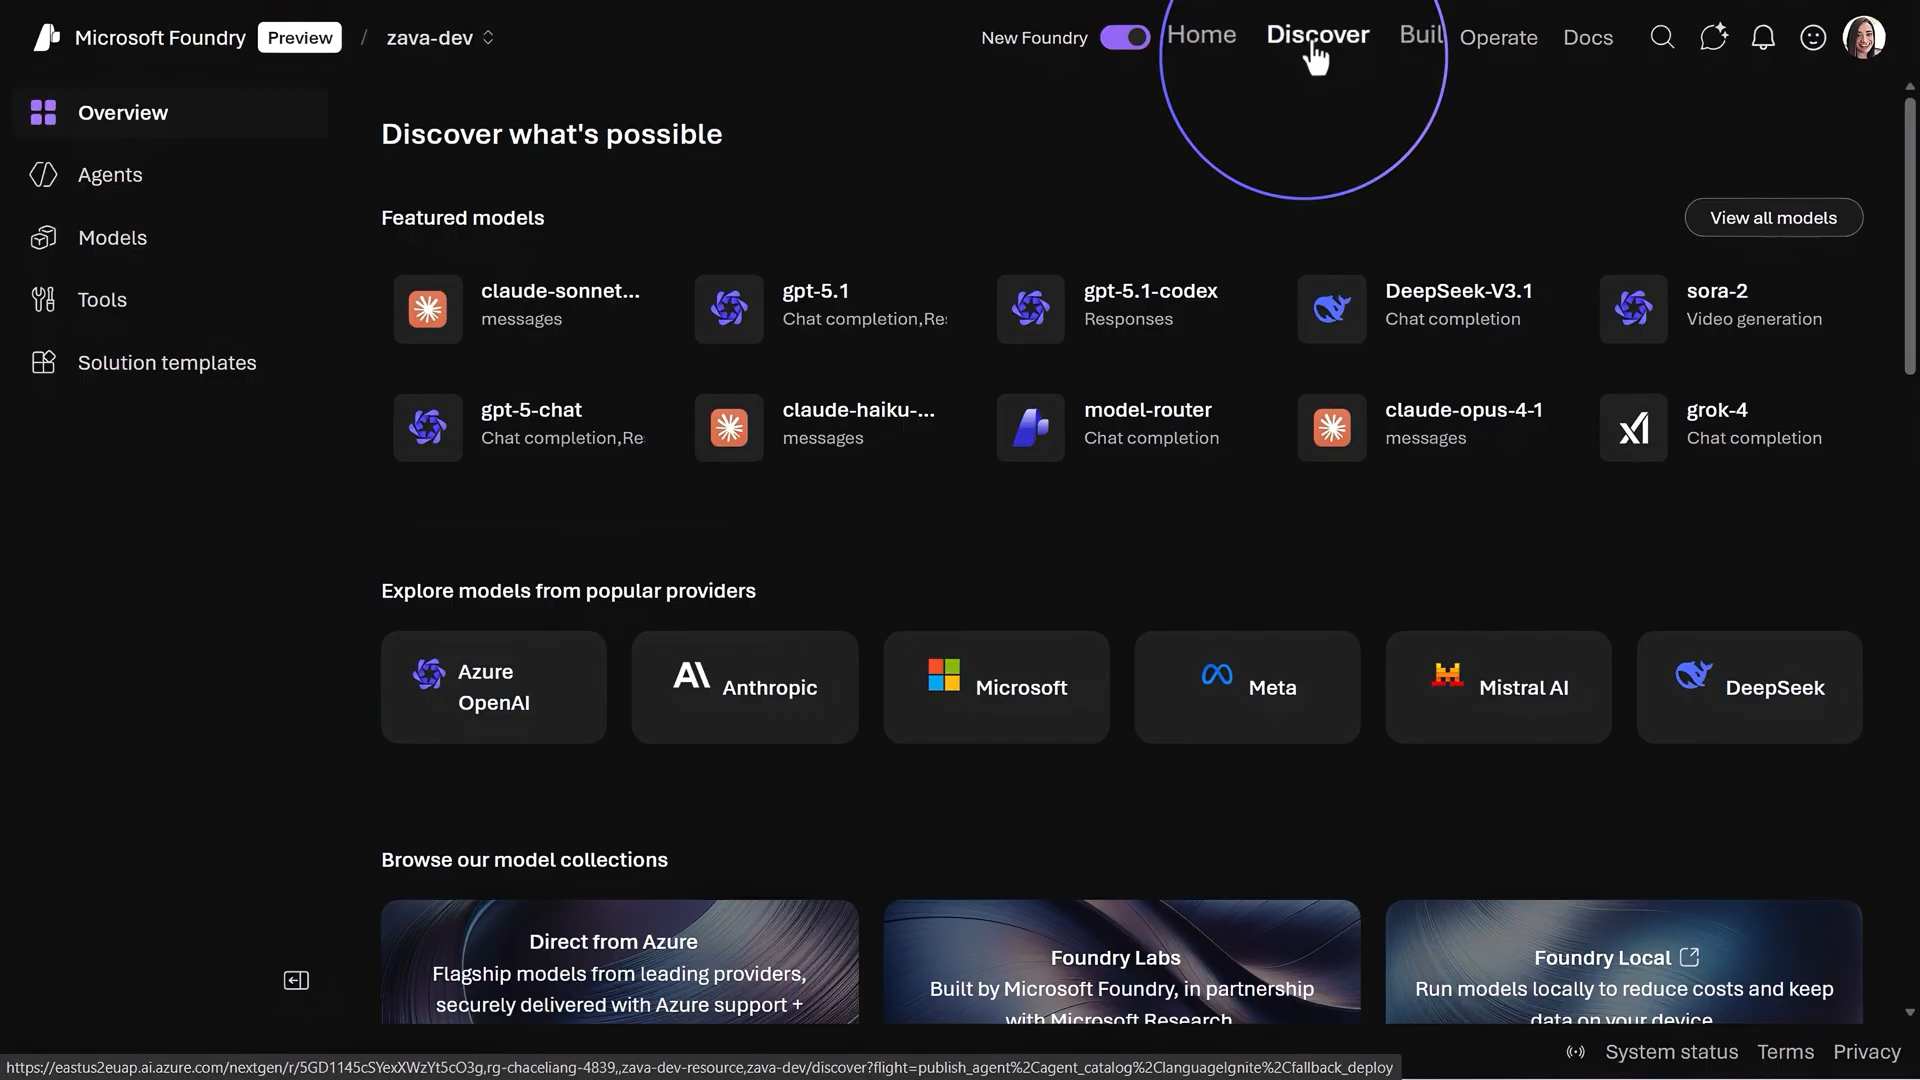 Microsoft Foundry Preview / zava-dev New Foundry Home Discover Buil Operate Docs
Overview
Agents
Models
Tools
Solution templates
Discover what's possible
Featured models
View all models
claude-sonnet...
messages
gpt-5.1
Chat completion,Re
gpt-5.1-codex
Responses
DeepSeek-V3.1
Chat completion
sora-2
Video generation
gpt-5-chat
Chat completion,Re
claude-haiku-...
messages
model-router
Chat completion
claude-opus-4-1
messages
grok-4
Chat completion
Explore models from popular providers
Azure
OpenAI
Anthropic
Microsoft
Meta
Mistral AI
DeepSeek
Browse our model collections
Direct from Azure
Flagship models from leading providers,
securely delivered with Azure support +
Foundry Labs
Built by Microsoft Foundry, in partnership
with Microsoft Research
Foundry Local
Run models locally to reduce costs and keep
data on your device
System status Terms Privacy
https://eastus2euap.ai.azure.com/nextgen/r/5GD1145cSYexXWzYt5cO3g,rg-chaceliang-4839,,zava-dev-resource,zava-dev/discover?flight=publish_agent%2Cagent_catalog%2ClanguageIgnite%2Cfallback_deploy